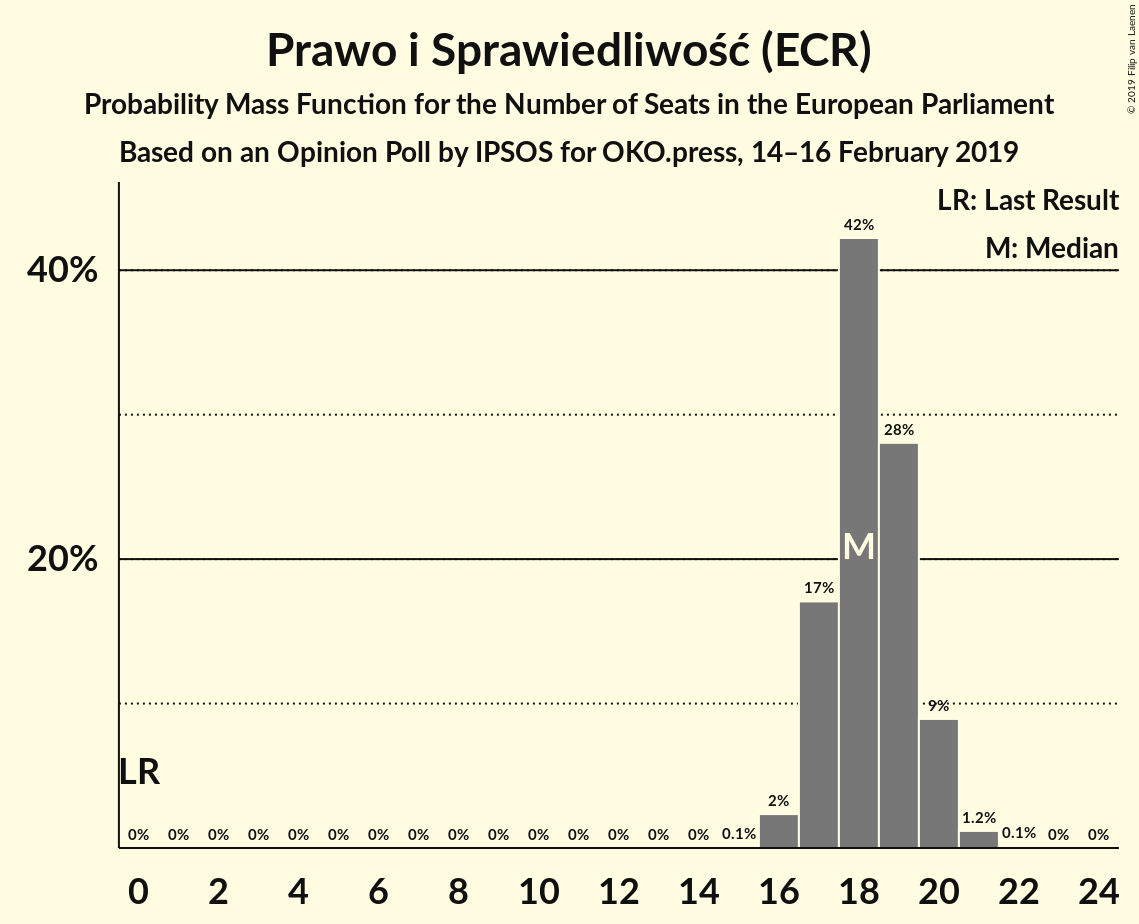 Prawo i Sprawiedliwość (ECR)
Probability Mass Function for the Number of Seats in the European Parliament
Based on an Opinion Poll by IPSOS for OKO.press, 14–16 February 2019
© 2019 Filip van Laenen
LR: Last Result
M: Median
40%
20%
42%
28%
M
17%
9%
LR
2%
1.2%
0% 0% 0% 0% 0% 0% 0% 0% 0% 0% 0% 0% 0% 0% 0% 0.1% 0.1% 0% 0%
0 2 4 6 8 10 12 14 16 18 20 22 24